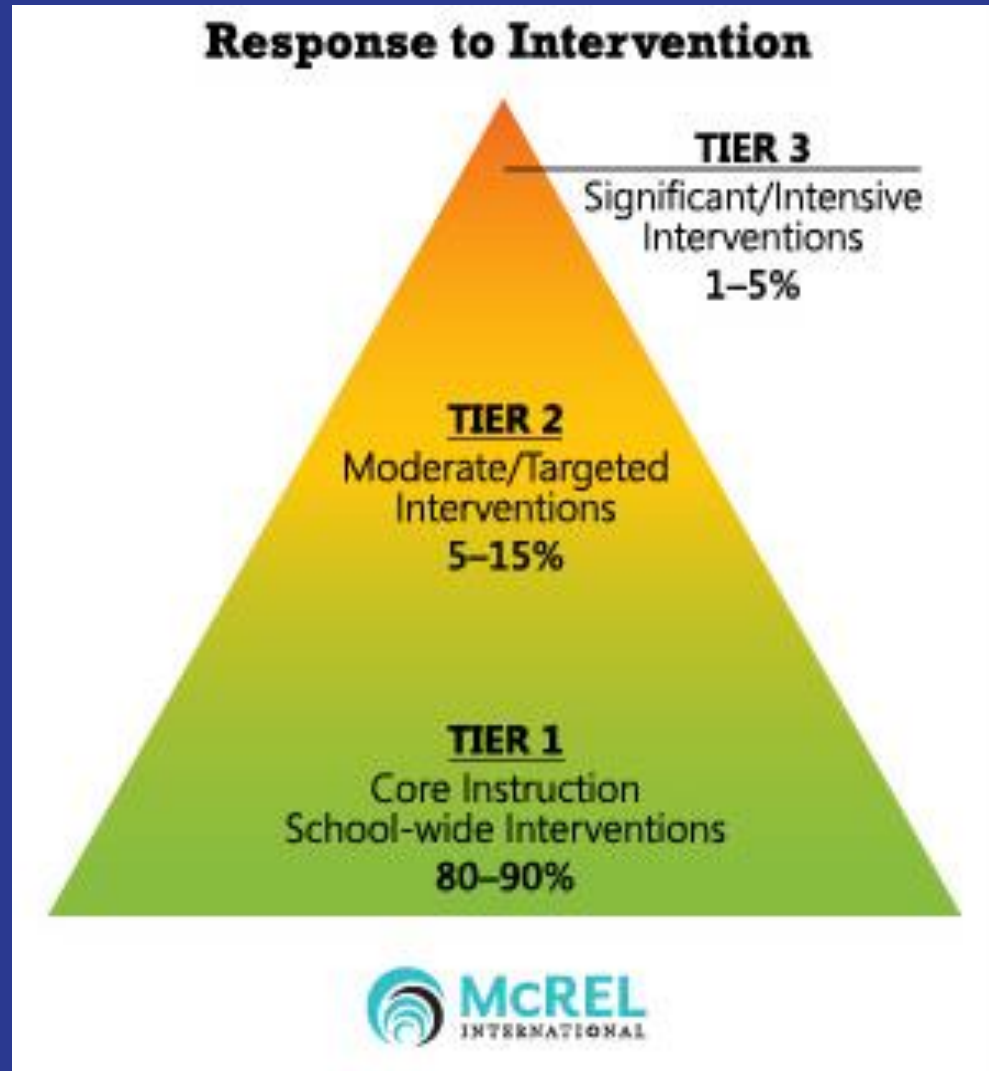 Response to Intervention
TIER 3
Significant/Intensive
Interventions
1–5%
TIER 2
Moderate/Targeted
Interventions
5–15%
TIER 1
Core Instruction
School-wide Interventions
80–90%
McREL
INTERNATIONAL